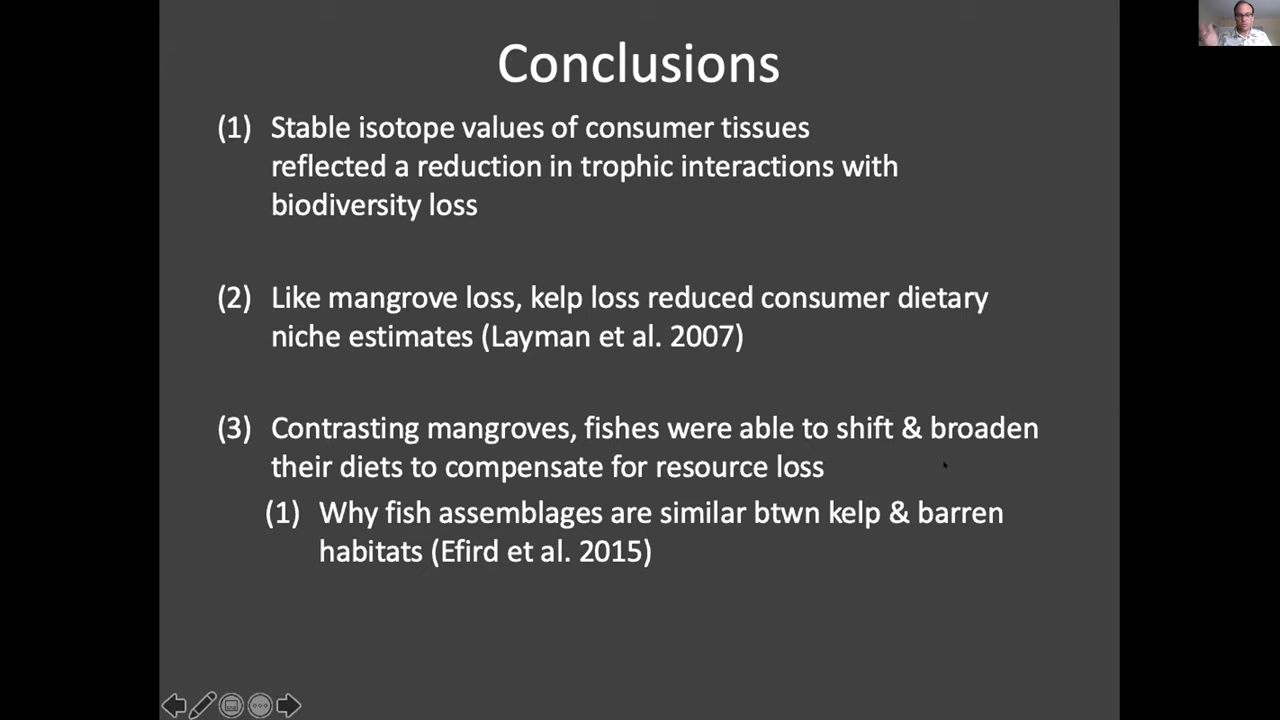 Conclusions
(1) Stable isotope values of consumer tissues
reflected a reduction in trophic interactions with
biodiversity loss
(2) Like mangrove loss, kelp loss reduced consumer dietary
niche estimates (Layman et al. 2007)
(3) Contrasting mangroves, fishes were able to shift & broaden
their diets to compensate for resource loss
(1) Why fish assemblages are similar btwn kelp & barren
habitats (Efird et al. 2015)